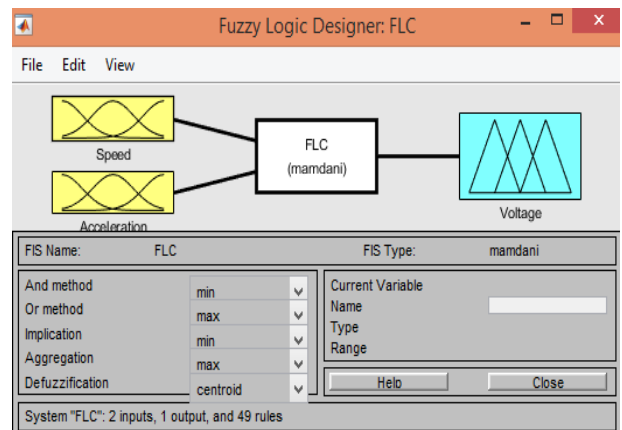 Fuzzy Logic Designer: FLC
File Edit View
Speed
Acceleration
FLC
(mamdani)
Voltage
FIS Name: FLC
FIS Type: mamdani
And method min
Or method max
Implication min
Aggregation max
Defuzzification centroid
Current Variable
Name
Type
Range
Help Close
System "FLC": 2 inputs, 1 output, and 49 rules